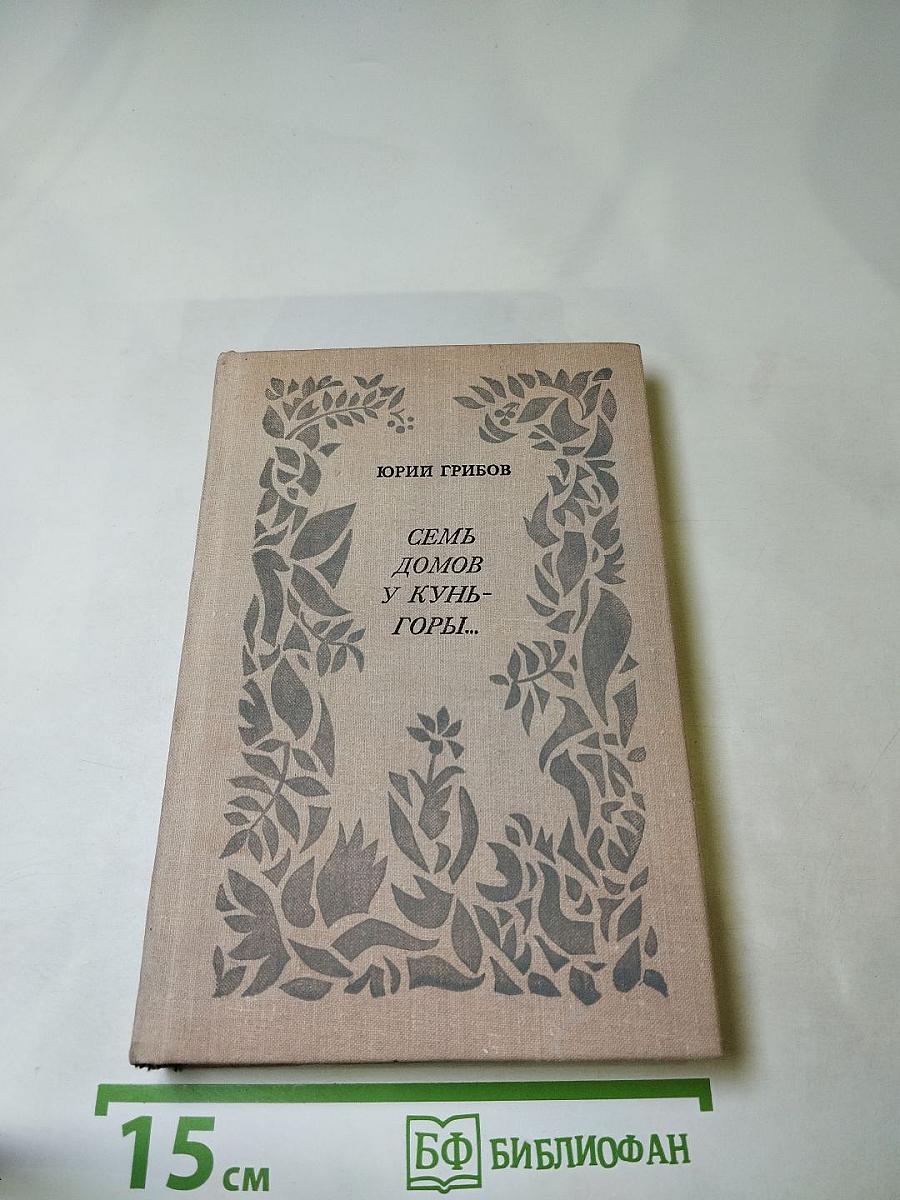 ЮРИЙ ГРИБОВ
СЕМЬ
ДОМОВ
У КУНЬ-
ГОРЫ...
15 см
БФ БИБЛИОФАН